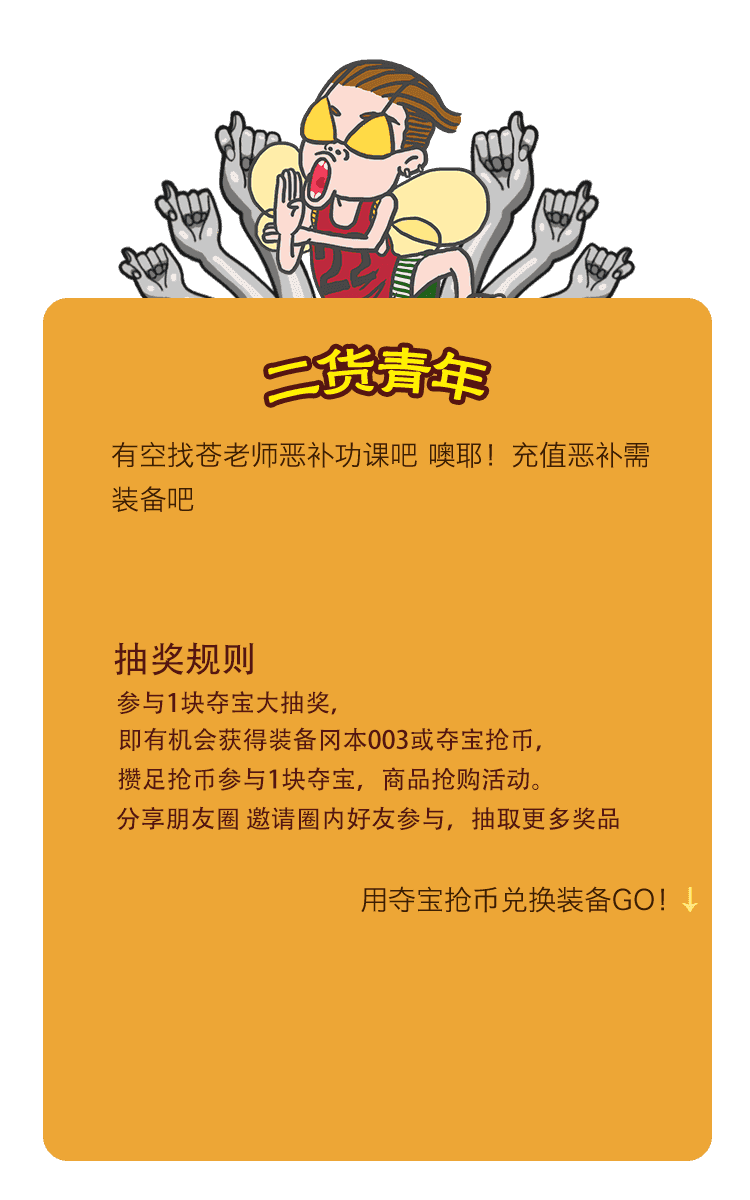 22
二货青年
有空找苍老师恶补功课吧 噢耶！充值恶补需
装备吧
抽奖规则
参与1块夺宝大抽奖,
即有机会获得装备冈本003或夺宝抢币,
攒足抢币参与1块夺宝，商品抢购活动。
分享朋友圈 邀请圈内好友参与，抽取更多奖品
用夺宝抢币兑换装备GO！↓